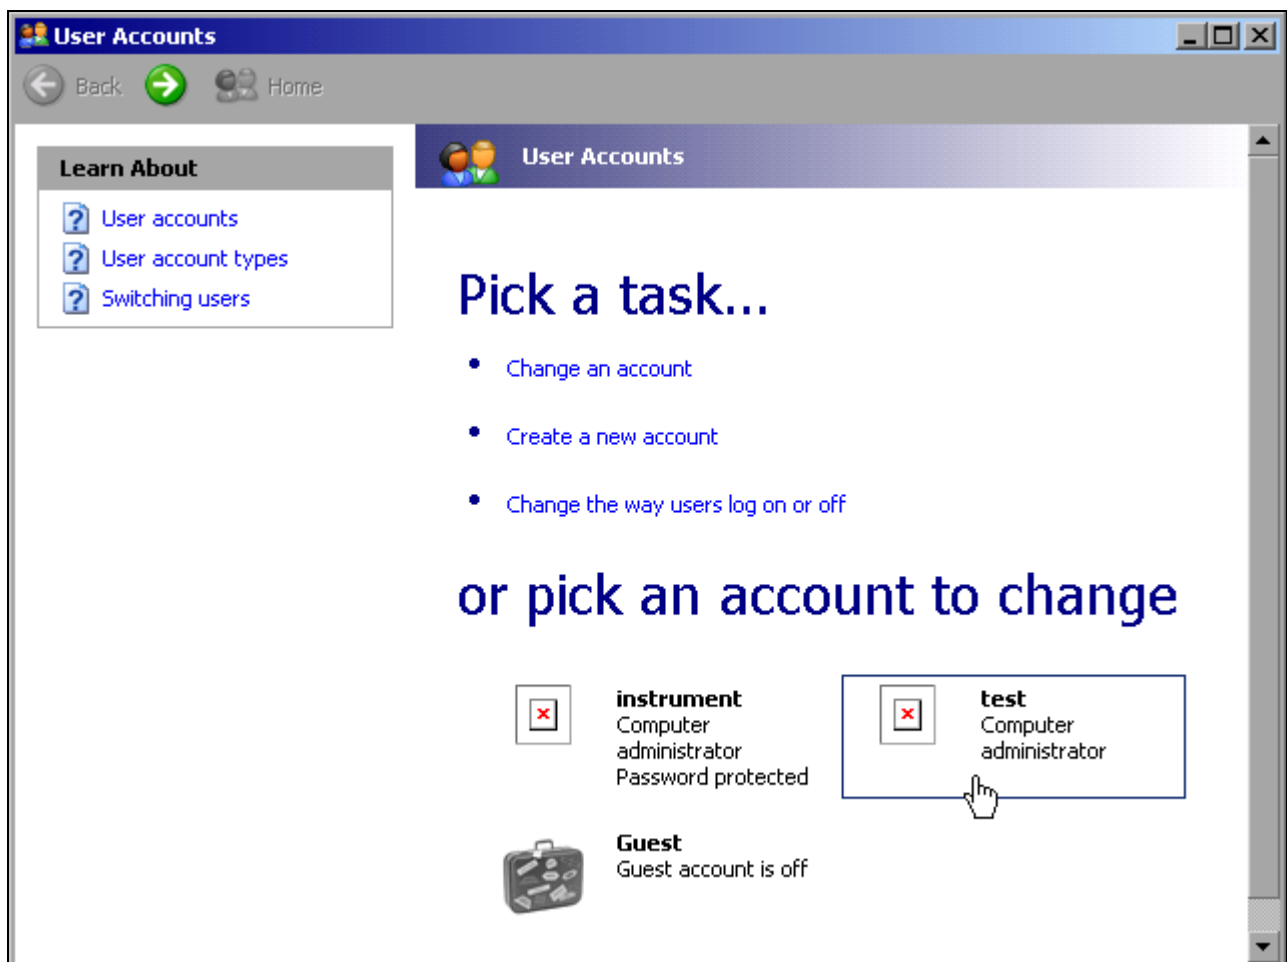 User Accounts
Back
Home
Learn About
User accounts
User account types
Switching users
User Accounts
Pick a task...
Change an account
Create a new account
Change the way users log on or off
or pick an account to change
instrument
Computer
administrator
Password protected
test
Computer
administrator
Guest
Guest account is off